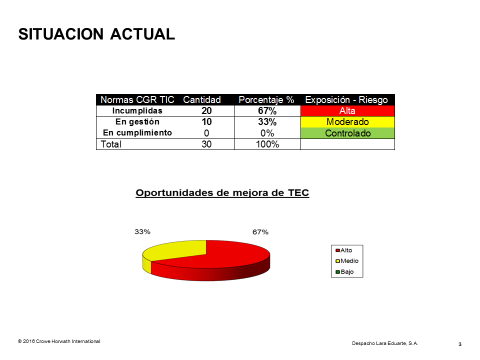 SITUACION ACTUAL
Normas CGR TIC Cantidad Porcentaje % Exposición - Riesgo
Incumplidas 20 67% Alta
En gestión 10 33% Moderado
En cumplimiento 0 0% Controlado
Total 30 100%
Oportunidades de mejora de TEC
33% 67%
Alto
Medio
Bajo
© 2016 Crowe Horwath International
Despacho Lara Eduarte, S.A.
3